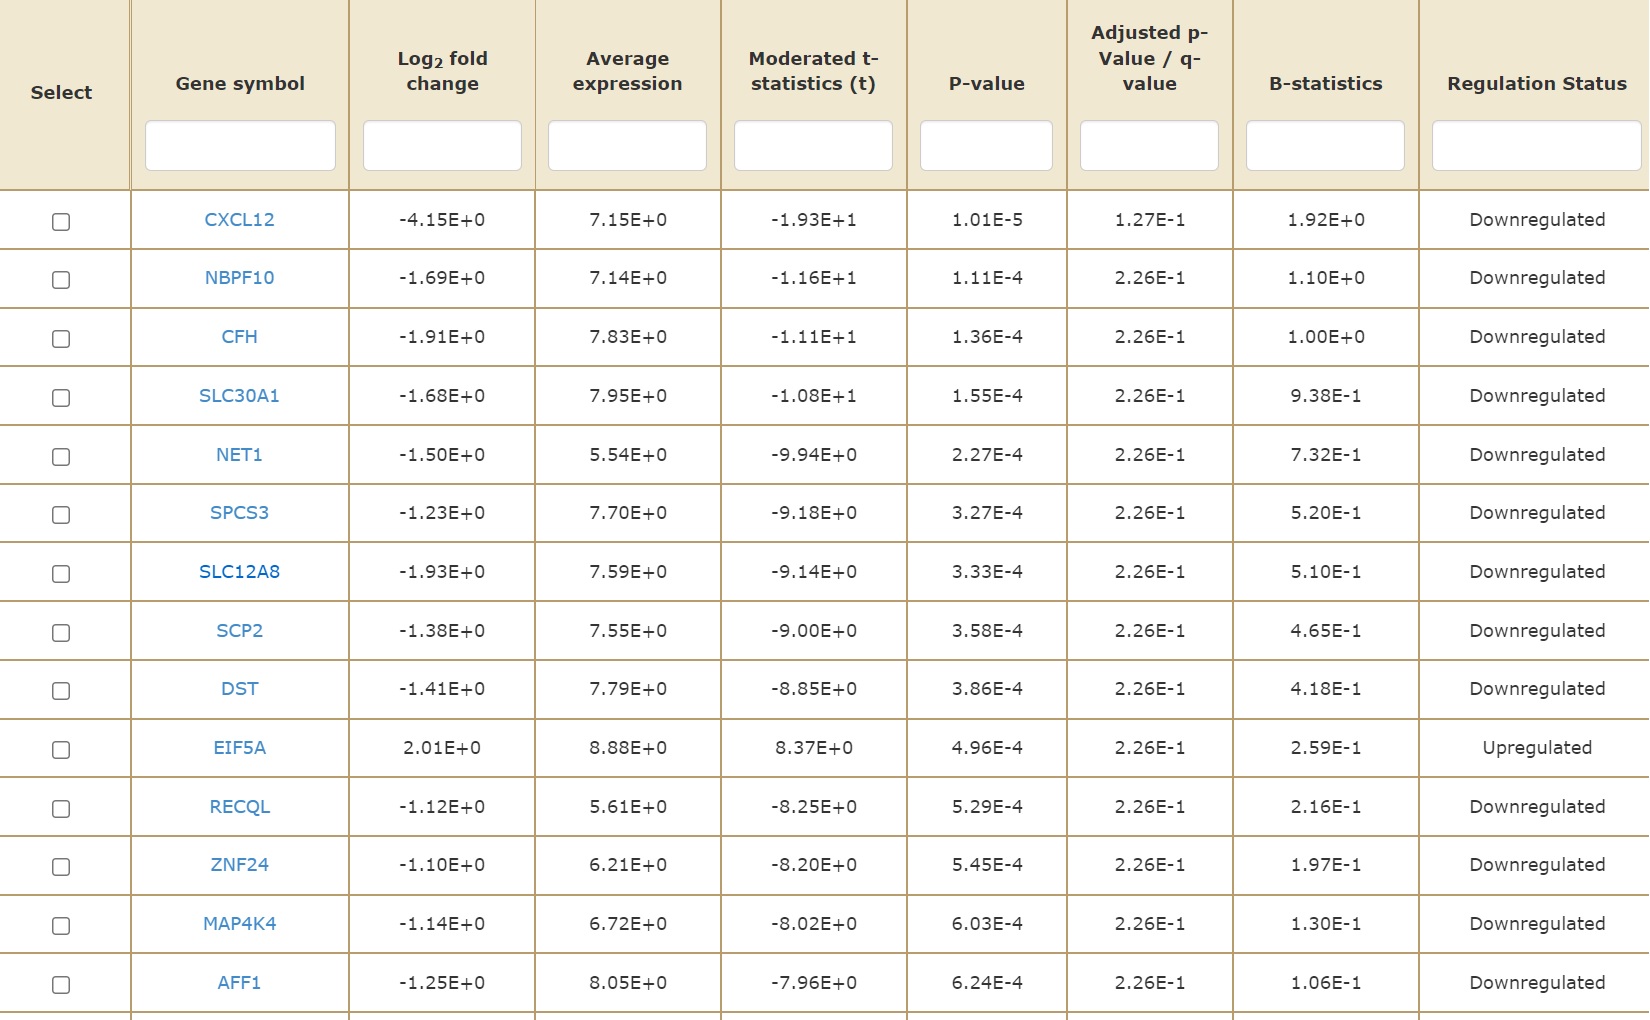 Select Gene symbol Log2 fold change Average expression Moderated t-statistics (t) P-value Adjusted p-Value / q-value B-statistics Regulation Status
CXCL12 -4.15E+0 7.15E+0 -1.93E+1 1.01E-5 1.27E-1 1.92E+0 Downregulated
NBPF10 -1.69E+0 7.14E+0 -1.16E+1 1.11E-4 2.26E-1 1.10E+0 Downregulated
CFH -1.91E+0 7.83E+0 -1.11E+1 1.36E-4 2.26E-1 1.00E+0 Downregulated
SLC30A1 -1.68E+0 7.95E+0 -1.08E+1 1.55E-4 2.26E-1 9.38E-1 Downregulated
NET1 -1.50E+0 5.54E+0 -9.94E+0 2.27E-4 2.26E-1 7.32E-1 Downregulated
SPCS3 -1.23E+0 7.70E+0 -9.18E+0 3.27E-4 2.26E-1 5.20E-1 Downregulated
SLC12A8 -1.93E+0 7.59E+0 -9.14E+0 3.33E-4 2.26E-1 5.10E-1 Downregulated
SCP2 -1.38E+0 7.55E+0 -9.00E+0 3.58E-4 2.26E-1 4.65E-1 Downregulated
DST -1.41E+0 7.79E+0 -8.85E+0 3.86E-4 2.26E-1 4.18E-1 Downregulated
EIF5A 2.01E+0 8.88E+0 8.37E+0 4.96E-4 2.26E-1 2.59E-1 Upregulated
RECQL -1.12E+0 5.61E+0 -8.25E+0 5.29E-4 2.26E-1 2.16E-1 Downregulated
ZNF24 -1.10E+0 6.21E+0 -8.20E+0 5.45E-4 2.26E-1 1.97E-1 Downregulated
MAP4K4 -1.14E+0 6.72E+0 -8.02E+0 6.03E-4 2.26E-1 1.30E-1 Downregulated
AFF1 -1.25E+0 8.05E+0 -7.96E+0 6.24E-4 2.26E-1 1.06E-1 Downregulated